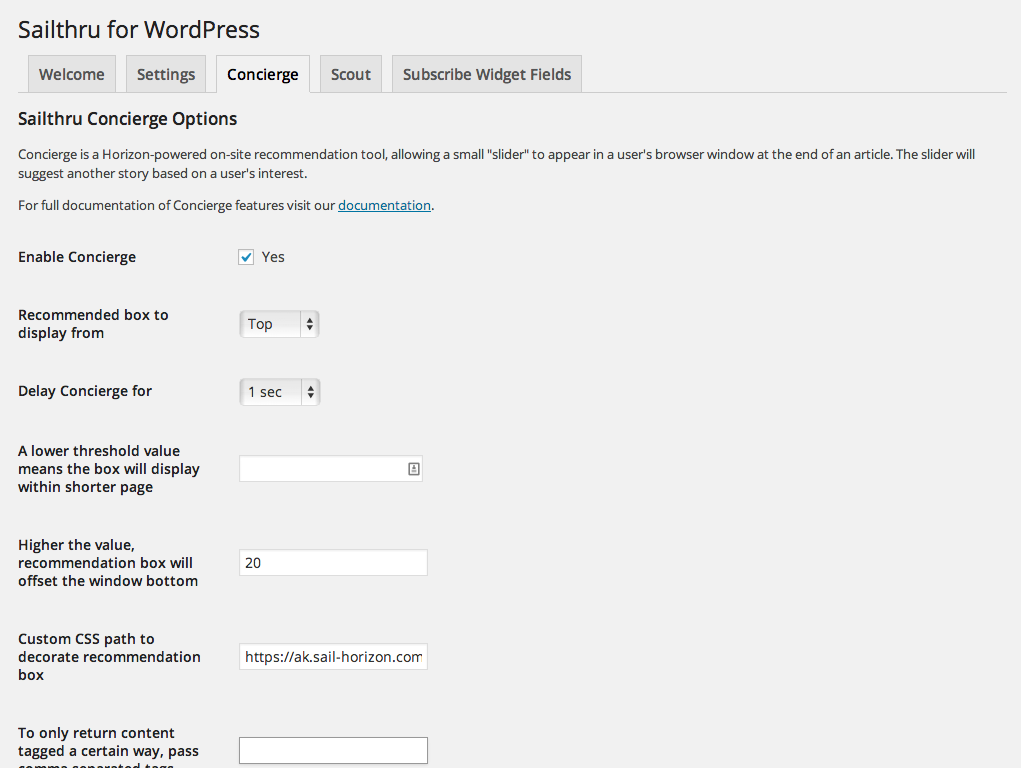 Sailthru for WordPress
Welcome
Settings
Concierge
Scout
Subscribe Widget Fields
Sailthru Concierge Options
Concierge is a Horizon-powered on-site recommendation tool, allowing a small "slider" to appear in a user's browser window at the end of an article. The slider will
suggest another story based on a user's interest.
For full documentation of Concierge features visit our documentation.
Enable Concierge
Yes
Recommended box to
display from
Top
Delay Concierge for
1 sec
A lower threshold value
means the box will display
within shorter page
Higher the value,
recommendation box will
offset the window bottom
20
Custom CSS path to
decorate recommendation
box
https://ak.sail-horizon.com
To only return content
tagged a certain way, pass
comma separated tags